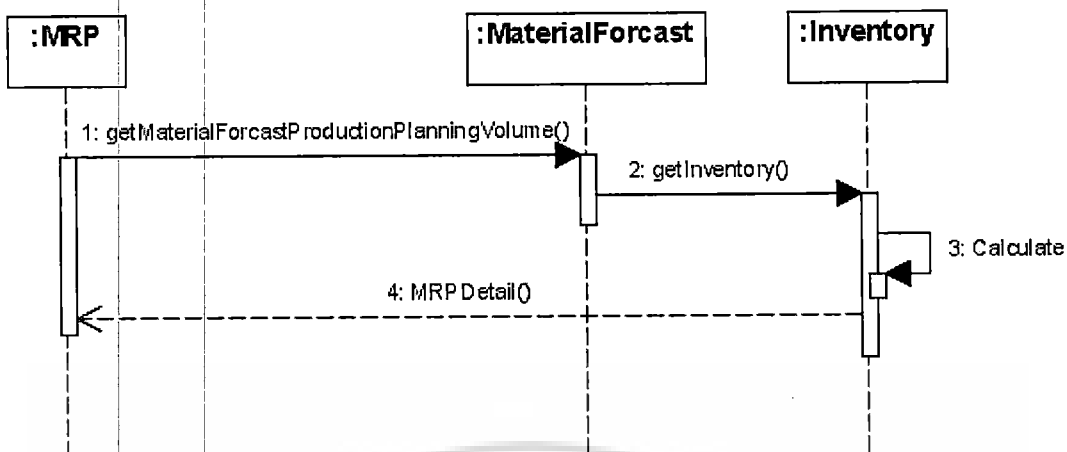 :MRP
:MaterialForcast
:Inventory
1: getMaterialForcastProductionPlanningVolume()
2: getInventory()
3: Calculate
4: MRPDetail()